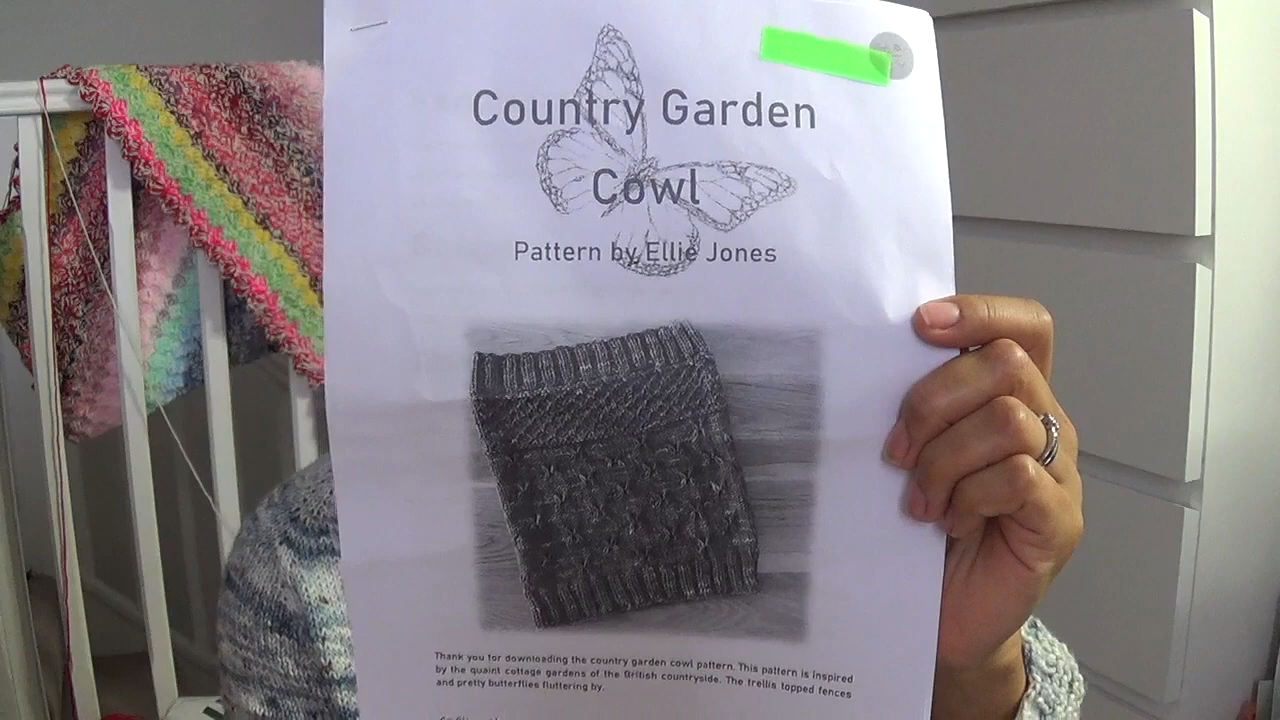 Country Garden
Cowl
Pattern by Ellie Jones
Thank you for downloading the country garden cowl pattern. This pattern is inspired
by the quaint cottage gardens of the British countryside. The trellis topped fences
and pretty butterflies fluttering by.